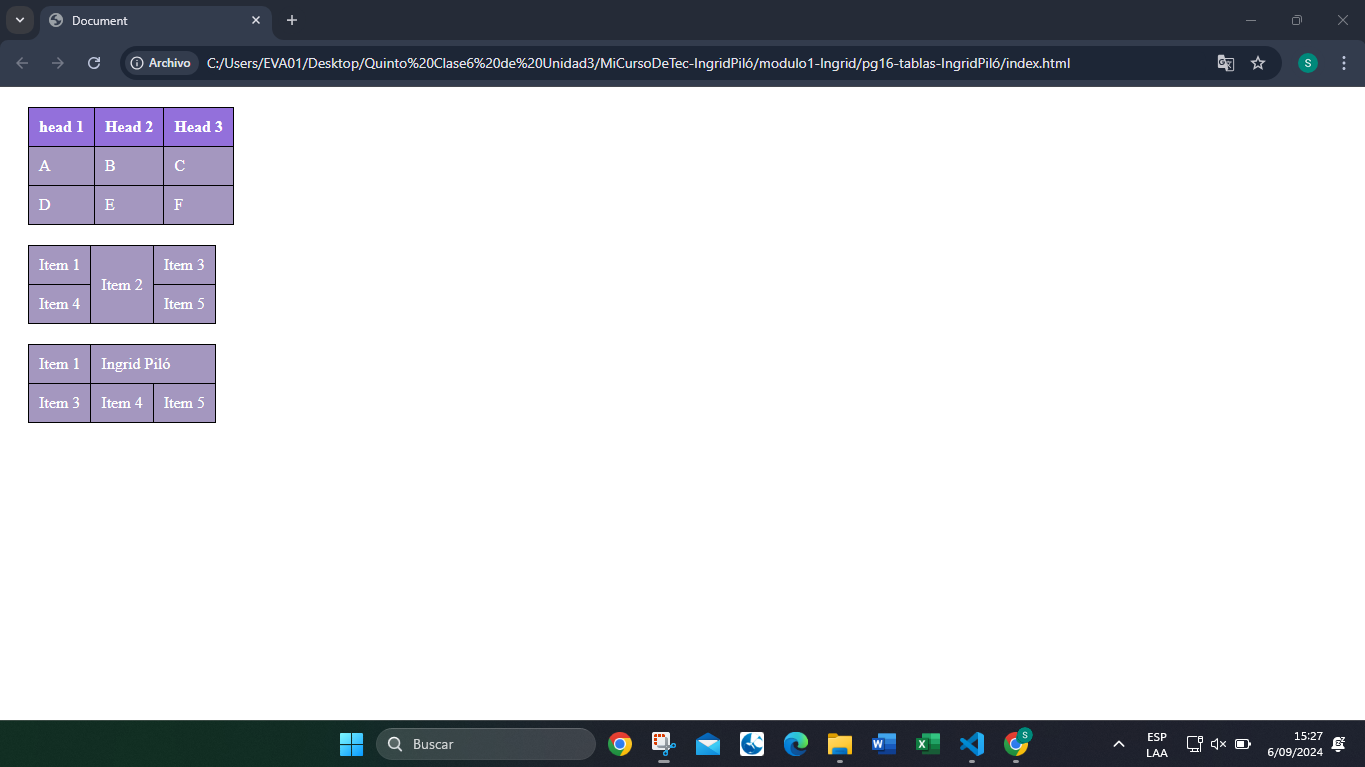 Document
Archivo C:/Users/EVA01/Desktop/Quinto%20Clase6%20de%20Unidad3/MiCursoDeTec-IngridPiló/modulo1-Ingrid/pg16-tablas-IngridPiló/index.html
S
head 1 Head 2 Head 3
A B C
D E F
Item 1 Item 2 Item 3
Item 4 Item 5
Item 1 Ingrid Piló
Item 3 Item 4 Item 5
Buscar
S
ESP
LAA
15:27
6/09/2024